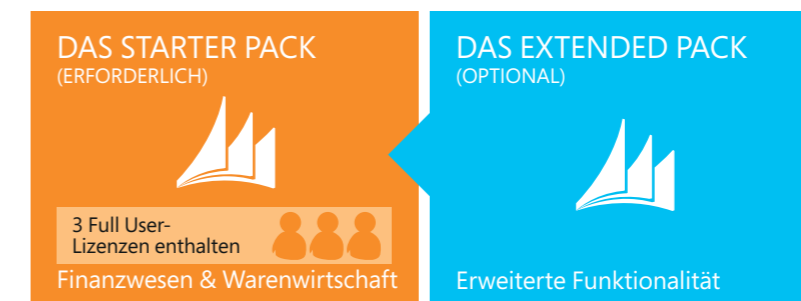 DAS STARTER PACK
(ERFORDERLICH)
3 Full User-
Lizenzen enthalten
Finanzwesen & Warenwirtschaft
DAS EXTENDED PACK
(OPTIONAL)
Erweiterte Funktionalität